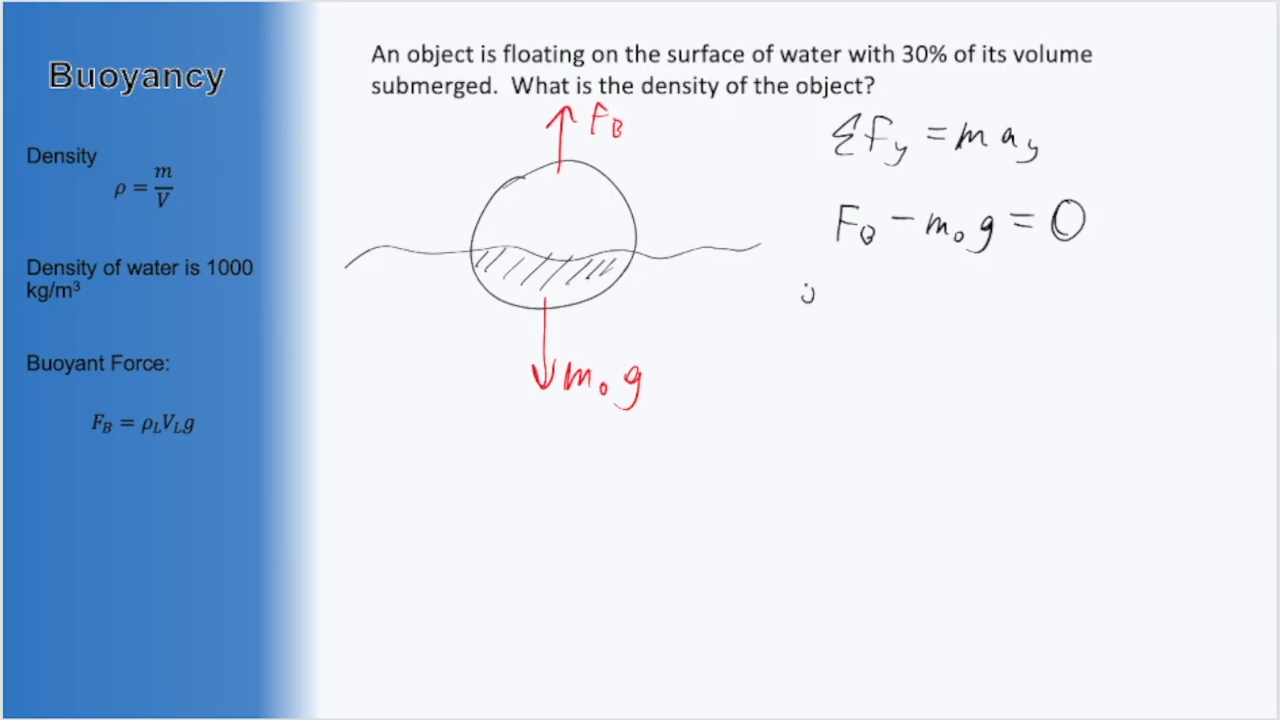 Buoyancy
Density
ρ = m/V
Density of water is 1000
kg/m³
Buoyant Force:
F_B = ρ_L V_L g
An object is floating on the surface of water with 30% of its volume
submerged. What is the density of the object?
F_B
m_o g
ΣF_y = m a_y
F_B - m_o g = 0